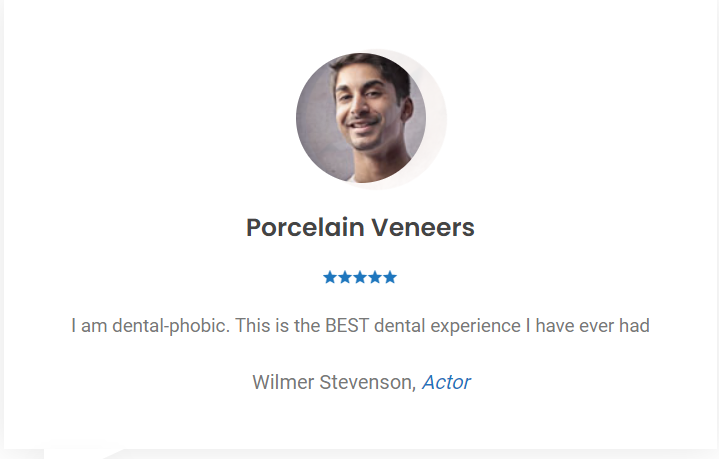 Porcelain Veneers
I am dental-phobic. This is the BEST dental experience I have ever had
Wilmer Stevenson, Actor